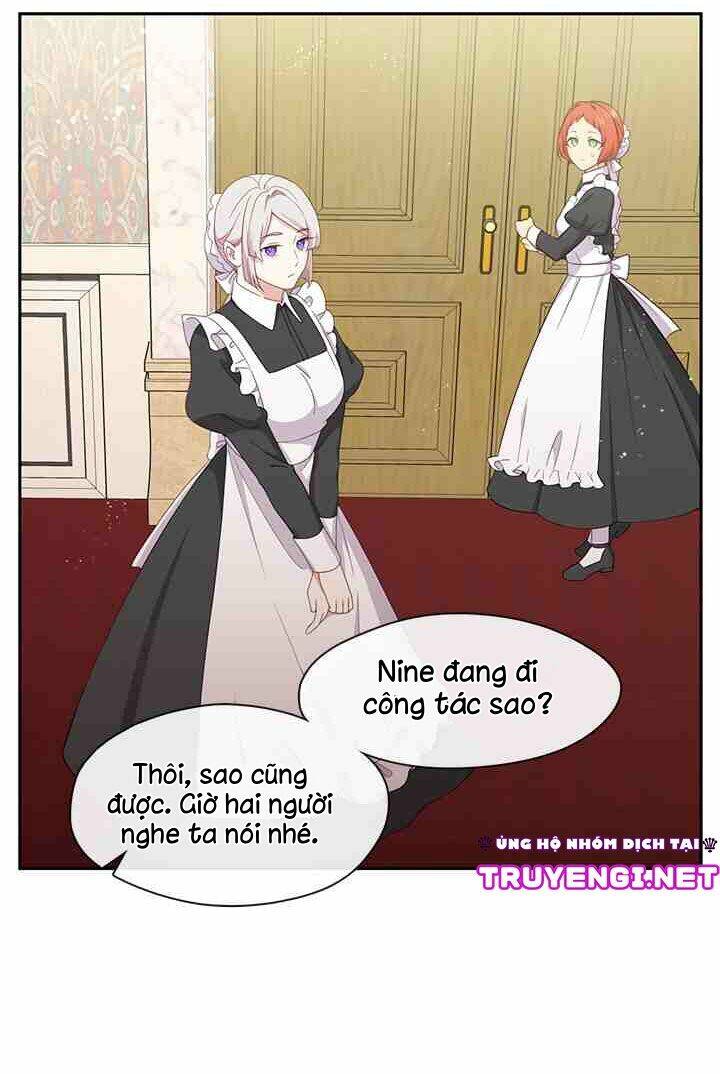 Nine đang đi
công tác sao?
Thôi, sao cũng
được. Giờ hai người
nghe ta nói nhé.
ỦNG HỘ NHÓM DỊCH TẠI
TRUYENGI.NET